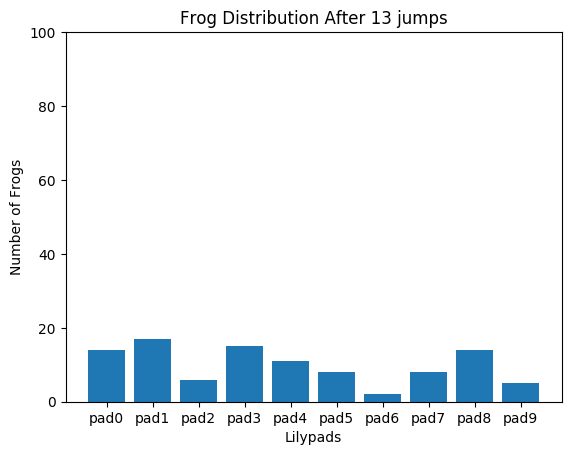 Frog Distribution After 13 jumps
100
80
60
40
20
0
Number of Frogs
pad0 pad1 pad2 pad3 pad4 pad5 pad6 pad7 pad8 pad9
Lilypads